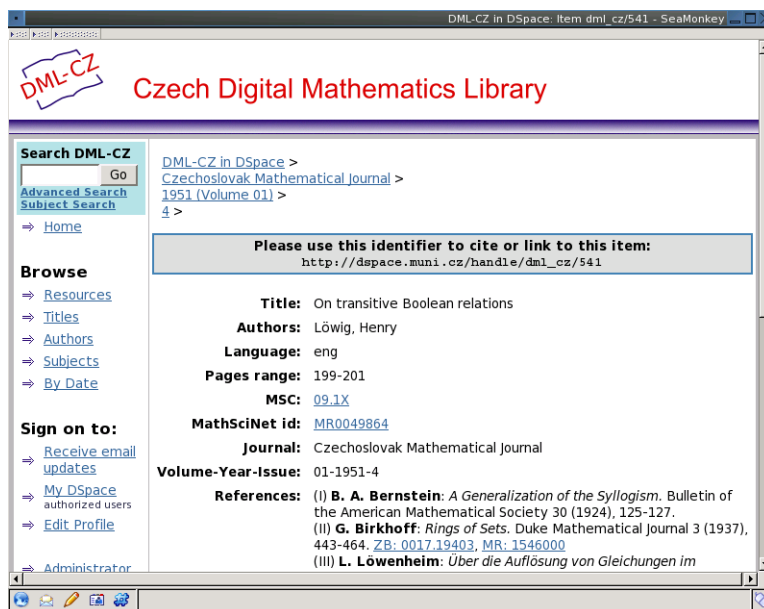 DML-CZ in DSpace: Item dml_cz/541 - SeaMonkey
DML-CZ
Czech Digital Mathematics Library
Search DML-CZ
Go
Advanced Search
Subject Search
⇒ Home
Browse
⇒ Resources
⇒ Titles
⇒ Authors
⇒ Subjects
⇒ By Date
Sign on to:
⇒ Receive email
updates
⇒ My DSpace
authorized users
⇒ Edit Profile
⇒ Administrator
DML-CZ in DSpace >
Czechoslovak Mathematical Journal >
1951 (Volume 01) >
4 >
Please use this identifier to cite or link to this item:
http://dspace.muni.cz/handle/dml_cz/541
Title: On transitive Boolean relations
Authors: Löwig, Henry
Language: eng
Pages range: 199-201
MSC: 09.1X
MathSciNet id: MR0049864
Journal: Czechoslovak Mathematical Journal
Volume-Year-Issue: 01-1951-4
References: (I) B. A. Bernstein: A Generalization of the Syllogism. Bulletin of
the American Mathematical Society 30 (1924), 125-127.
(II) G. Birkhoff: Rings of Sets. Duke Mathematical Journal 3 (1937),
443-464. ZB: 0017.19403, MR: 1546000
(III) L. Löwenheim: Über die Auflösung von Gleichungen im